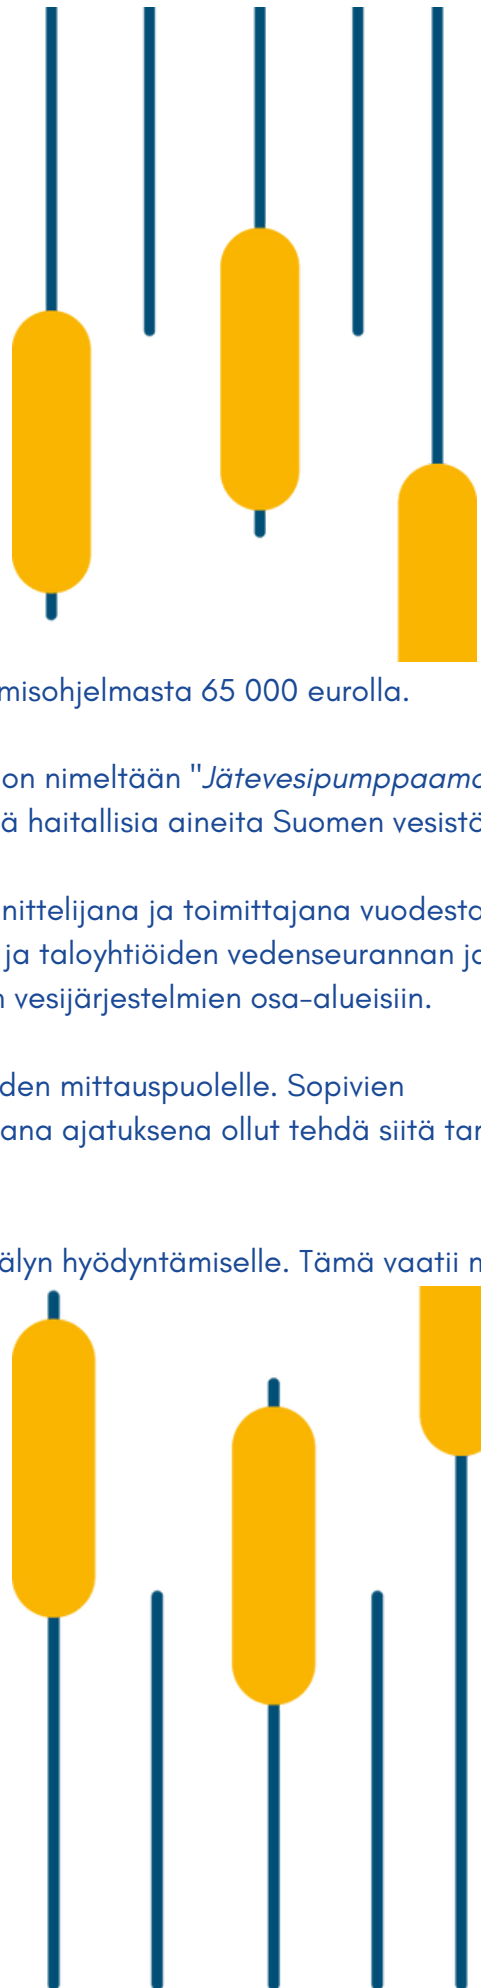 misohjelmasta 65 000 eurolla.
on nimeltään "Jätevesipumppaamo
ä haitallisia aineita Suomen vesistö
nittelijana ja toimittajana vuodesta
ja taloyhtiöiden vedenseurannan ja
n vesijärjestelmien osa-alueisiin.
den mittauspuolelle. Sopivien
ana ajatuksena ollut tehdä siitä tar
älyn hyödyntämiselle. Tämä vaatii m